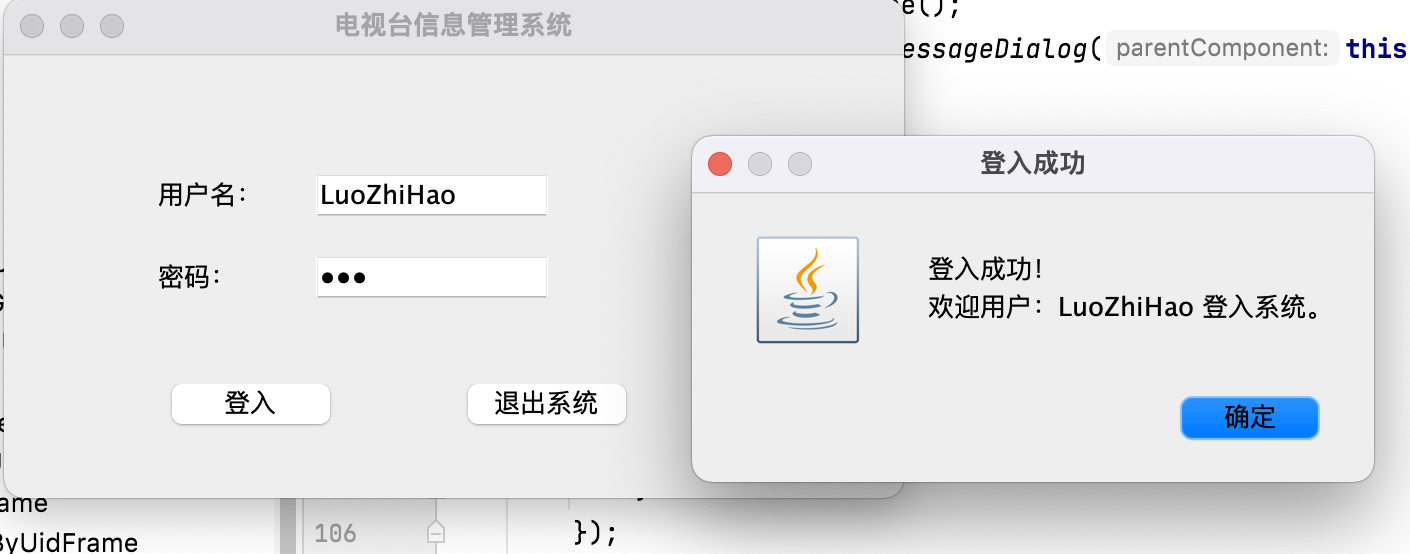 电视台信息管理系统
e();
essageDialog( parentComponent: this
登入成功
用户名：
LuoZhiHao
密码：
登入成功！
欢迎用户：LuoZhiHao 登入系统。
登入
退出系统
确定
ame
106
});
ByUidFrame